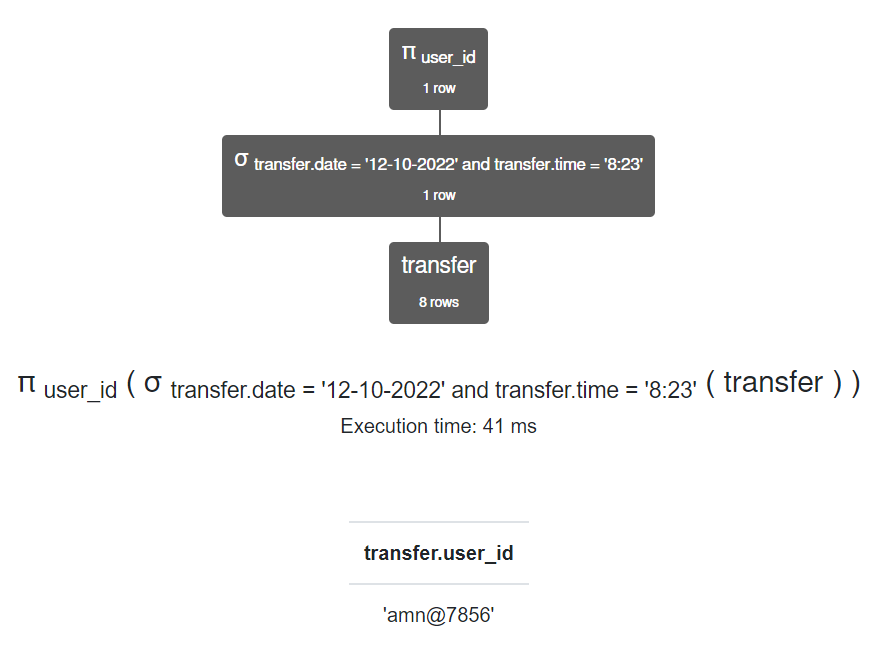 π user_id
1 row
σ transfer.date = '12-10-2022' and transfer.time = '8:23'
1 row
transfer
8 rows
π user_id ( σ transfer.date = '12-10-2022' and transfer.time = '8:23' ( transfer ) )
Execution time: 41 ms
transfer.user_id
'amn@7856'